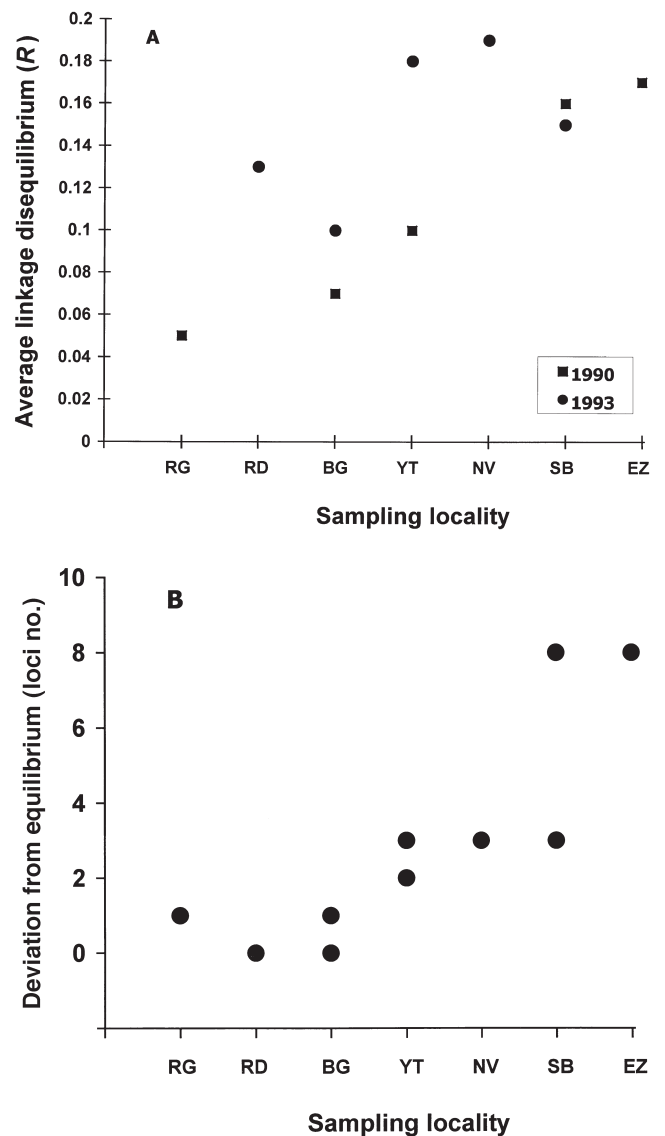 0.2
0.18
0.16
0.14
0.12
0.1
0.08
0.06
0.04
0.02
0
A
Average linkage disequilibrium (R)
1990
1993
RG RD BG YT NV SB EZ
Sampling locality
10
8
6
4
2
0
B
Deviation from equilibrium (loci no.)
RG RD BG YT NV SB EZ
Sampling locality